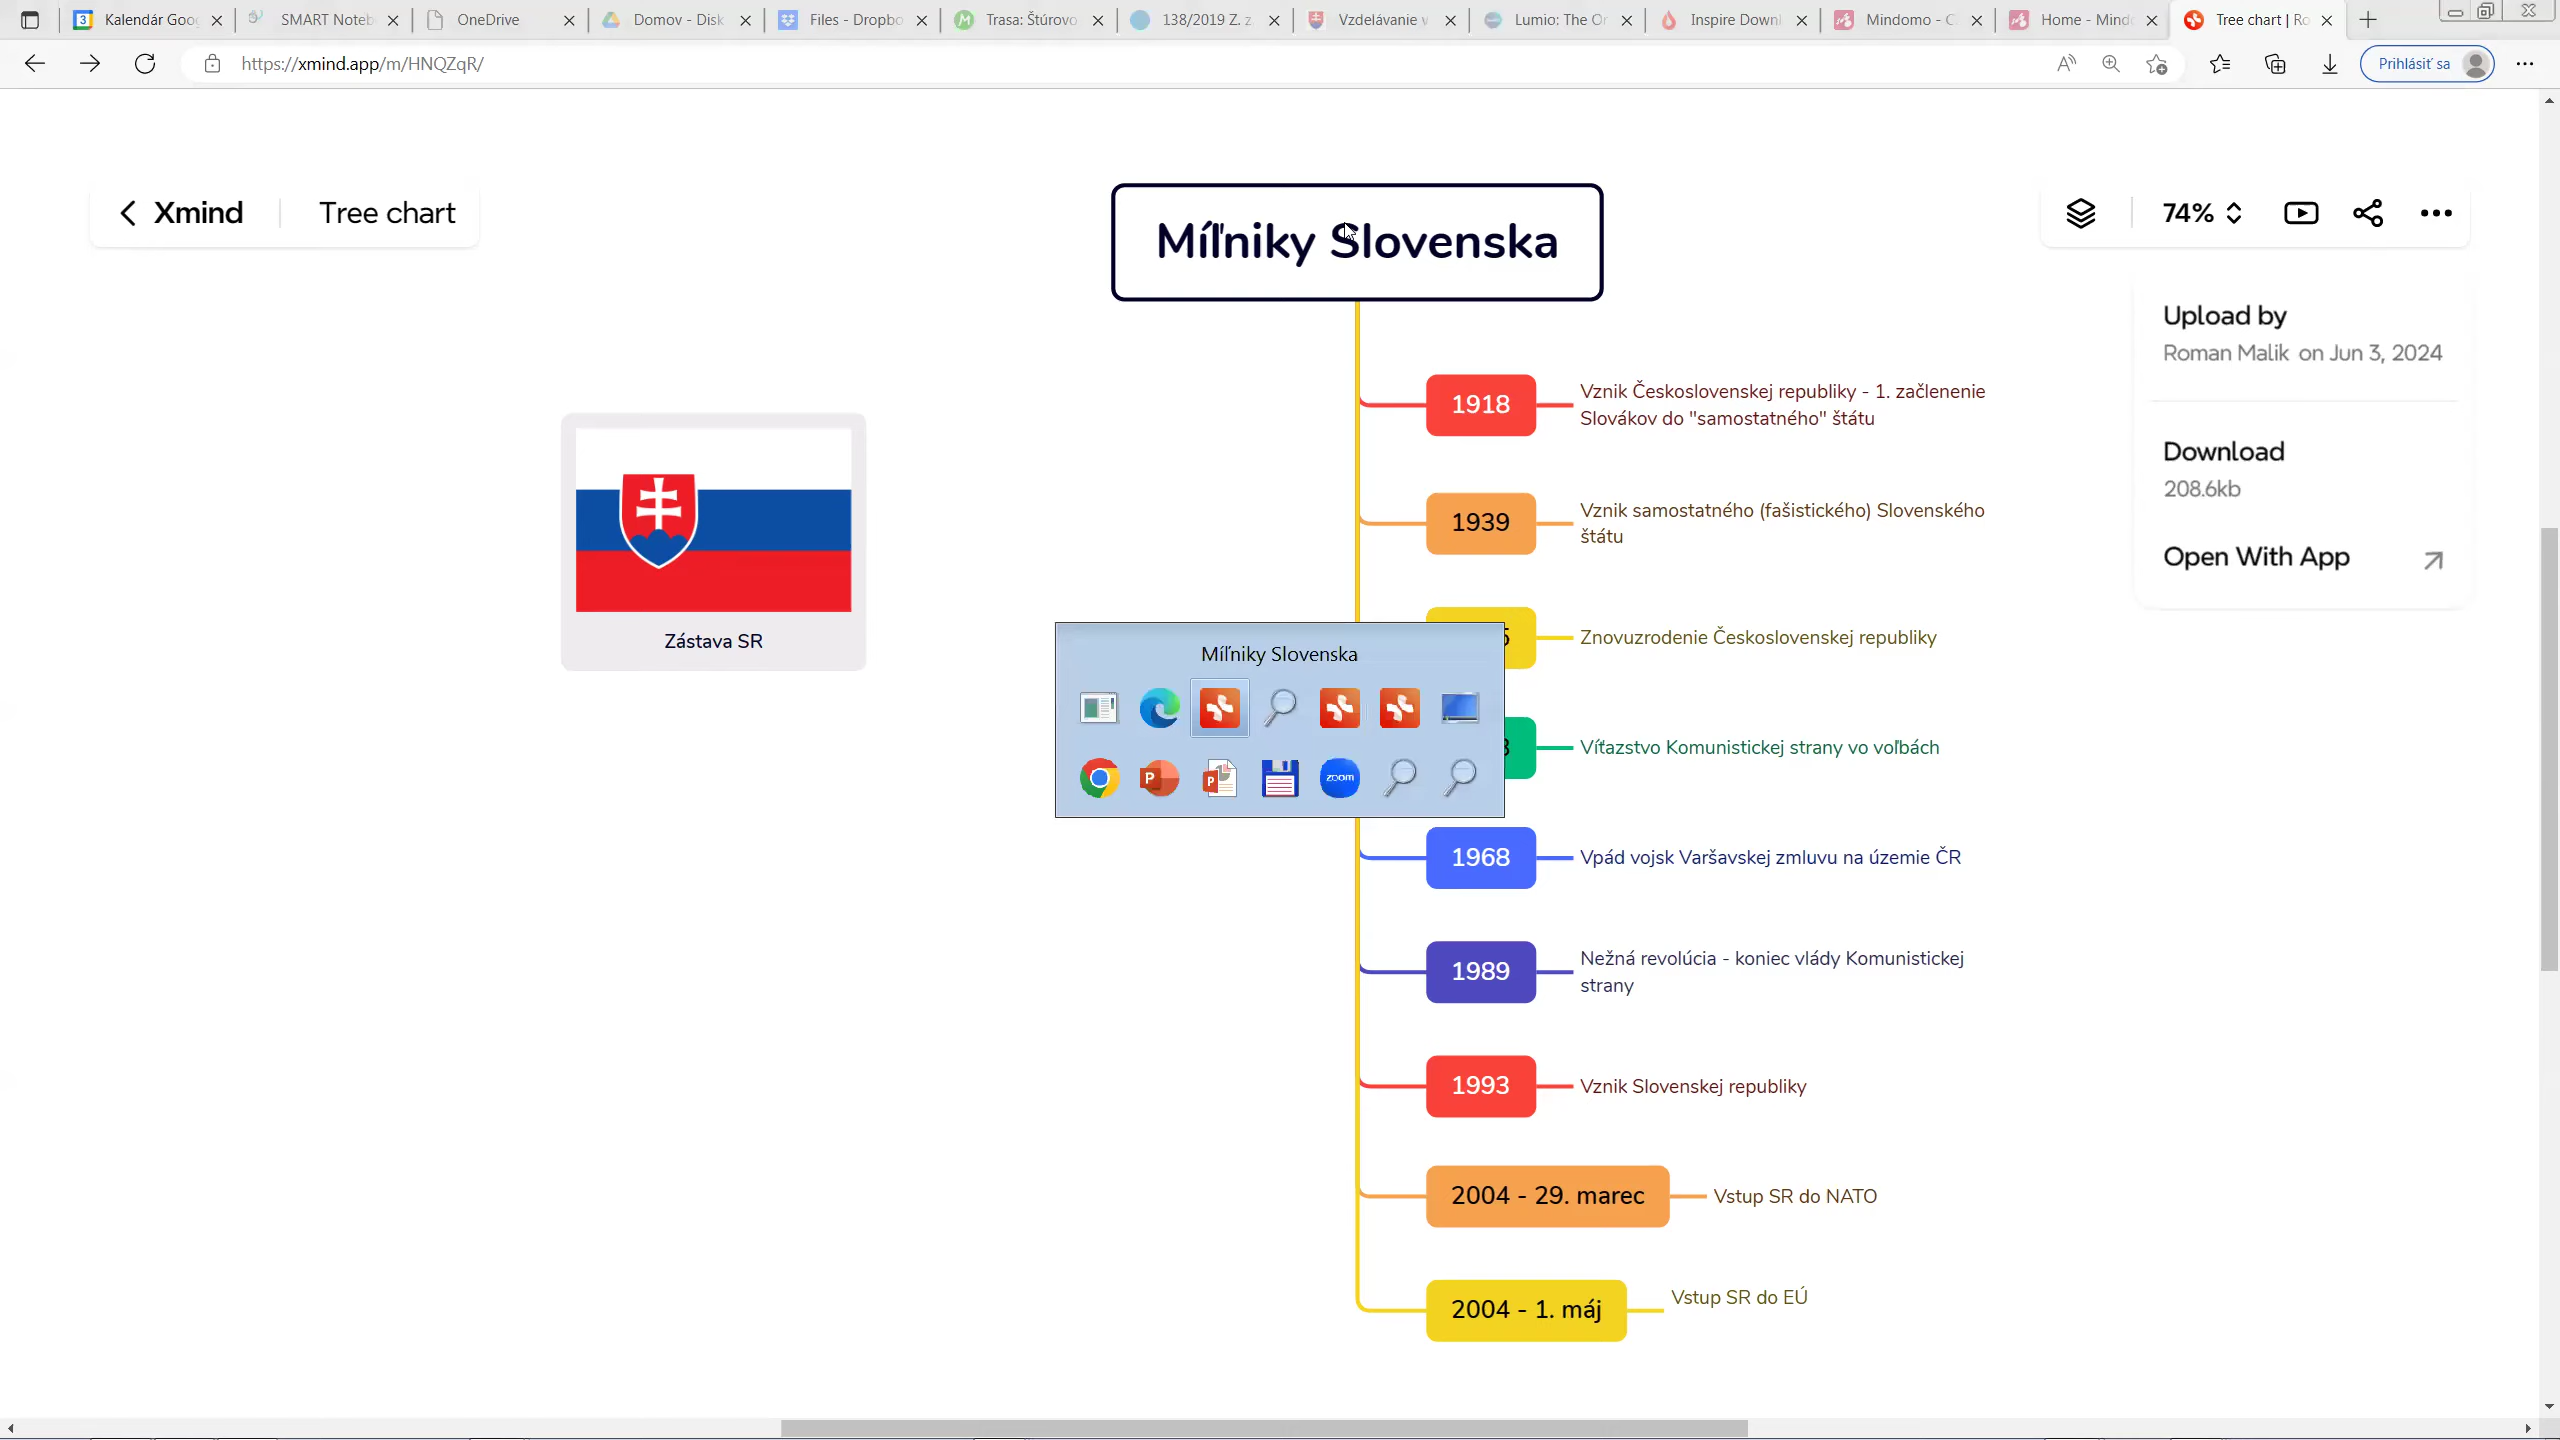 Kalendár Goo
SMART Noteb
OneDrive
Domov - Disk
Files - Dropbo
Trasa: Štúrovo
138/2019 Z. z
Vzdelávanie v
Lumio: The Or
Inspire Downl
Mindomo - C
Home - Mind
Tree chart | Ro
https://xmind.app/m/HNQZqR/
Prihlásiť sa
Xmind
Tree chart
Míľniky Slovenska
74%
Upload by
Roman Malik on Jun 3, 2024
Download
208.6kb
Open With App
Zástava SR
1918
Vznik Československej republiky - 1. začlenenie
Slovákov do "samostatného" štátu
1939
Vznik samostatného (fašistického) Slovenského
štátu
Znovuzrodenie Československej republiky
Míľniky Slovenska
zoom
Víťazstvo Komunistickej strany vo voľbách
1968
Vpád vojsk Varšavskej zmluvu na územie ČR
1989
Nežná revolúcia - koniec vlády Komunistickej
strany
1993
Vznik Slovenskej republiky
2004 - 29. marec
Vstup SR do NATO
2004 - 1. máj
Vstup SR do EÚ